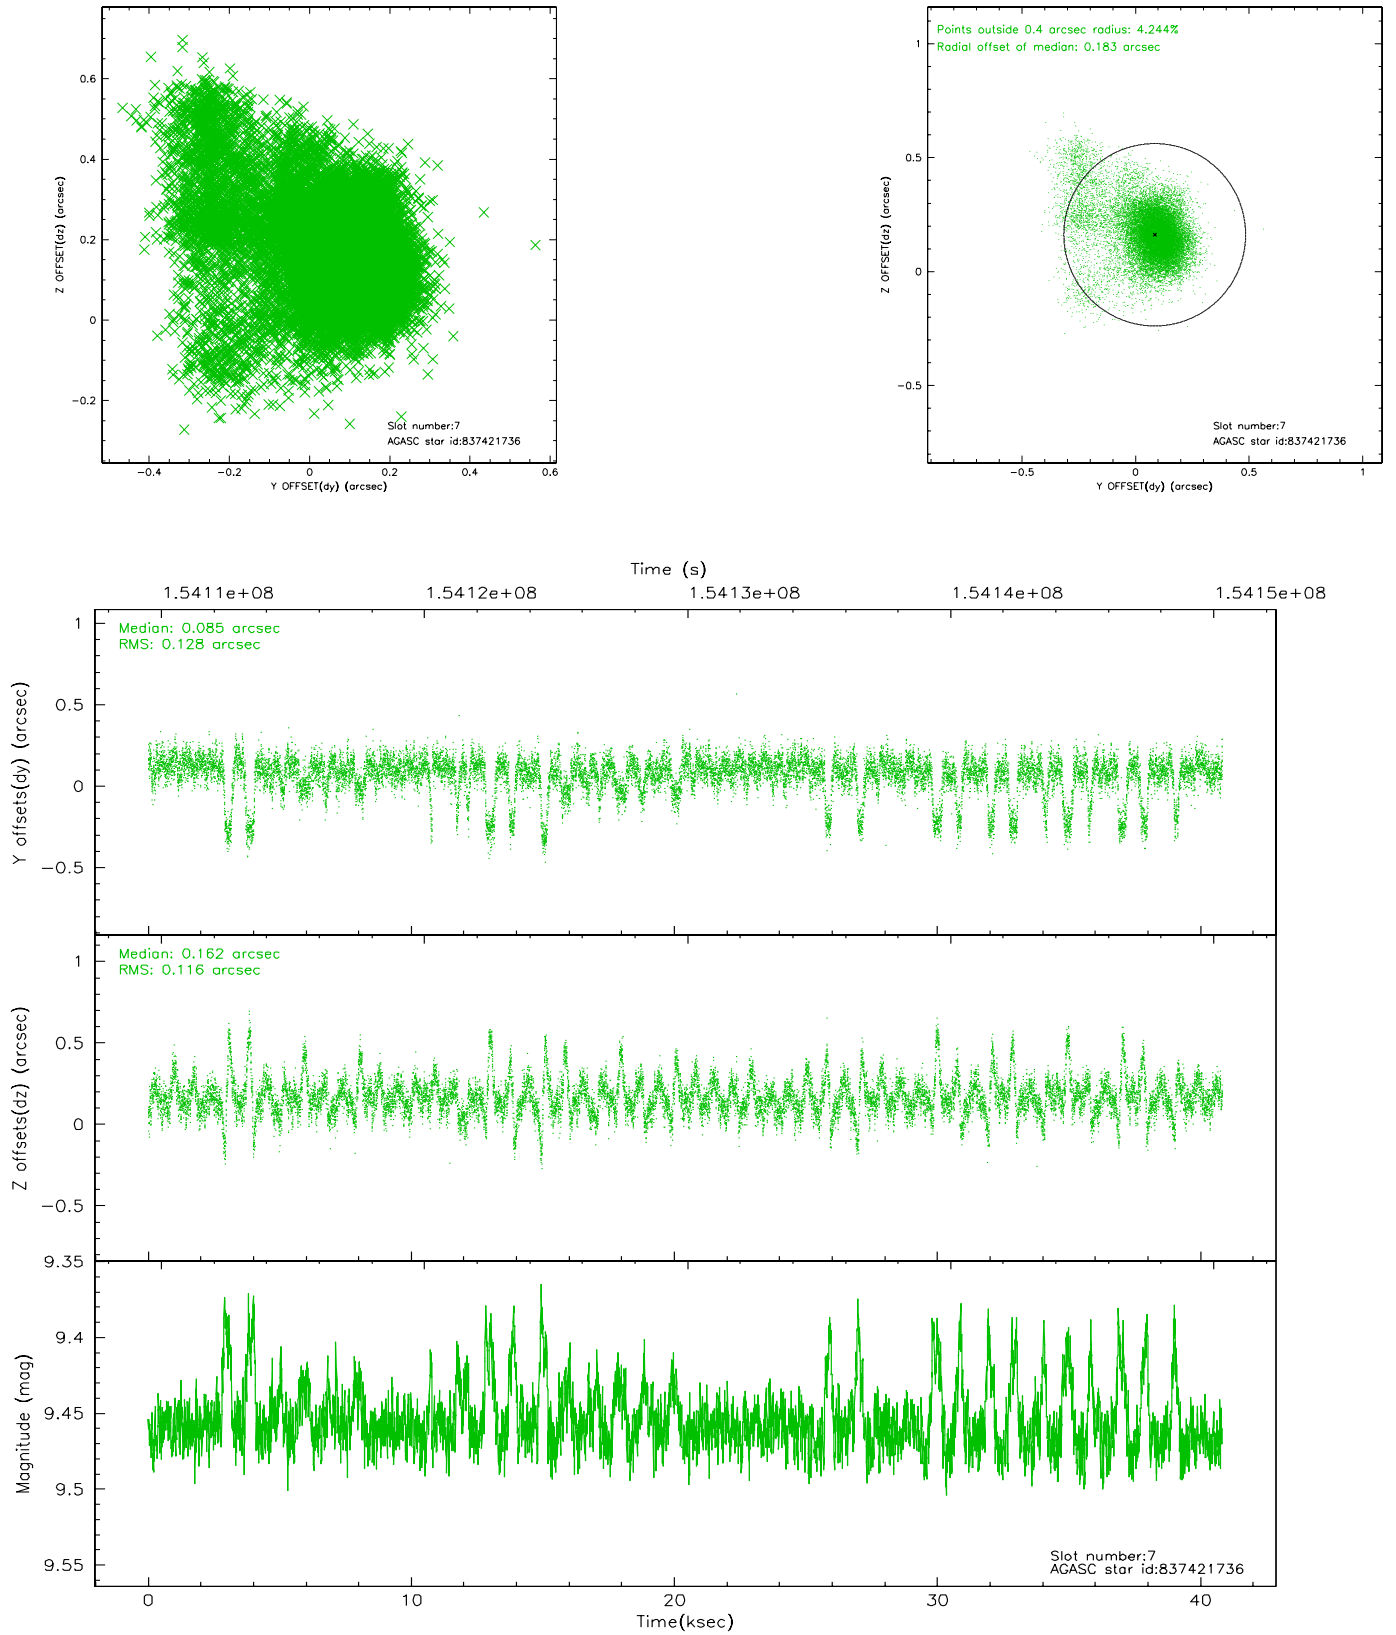 Points outside 0.4 arcsec radius: 4.244%
Radial offset of median: 0.183 arcsec
Z OFFSET(dz) (arcsec)
0.6
0.4
0.2
0
−0.2
−0.4 −0.2 0 0.2 0.4 0.6
Y OFFSET(dy) (arcsec)
Slot number:7
AGASC star id:837421736
Z OFFSET(dz) (arcsec)
1
0.5
0
−0.5
−0.5 0 0.5 1
Y OFFSET(dy) (arcsec)
Slot number:7
AGASC star id:837421736
Time (s)
1.5411e+08 1.5412e+08 1.5413e+08 1.5414e+08 1.5415e+08
Median: 0.085 arcsec
RMS: 0.128 arcsec
Y offsets(dy) (arcsec)
1
0.5
0
−0.5
Median: 0.162 arcsec
RMS: 0.116 arcsec
Z offsets(dz) (arcsec)
1
0.5
0
−0.5
Magnitude (mag)
9.35
9.4
9.45
9.5
9.55
Slot number:7
AGASC star id:837421736
0 10 20 30 40
Time(ksec)